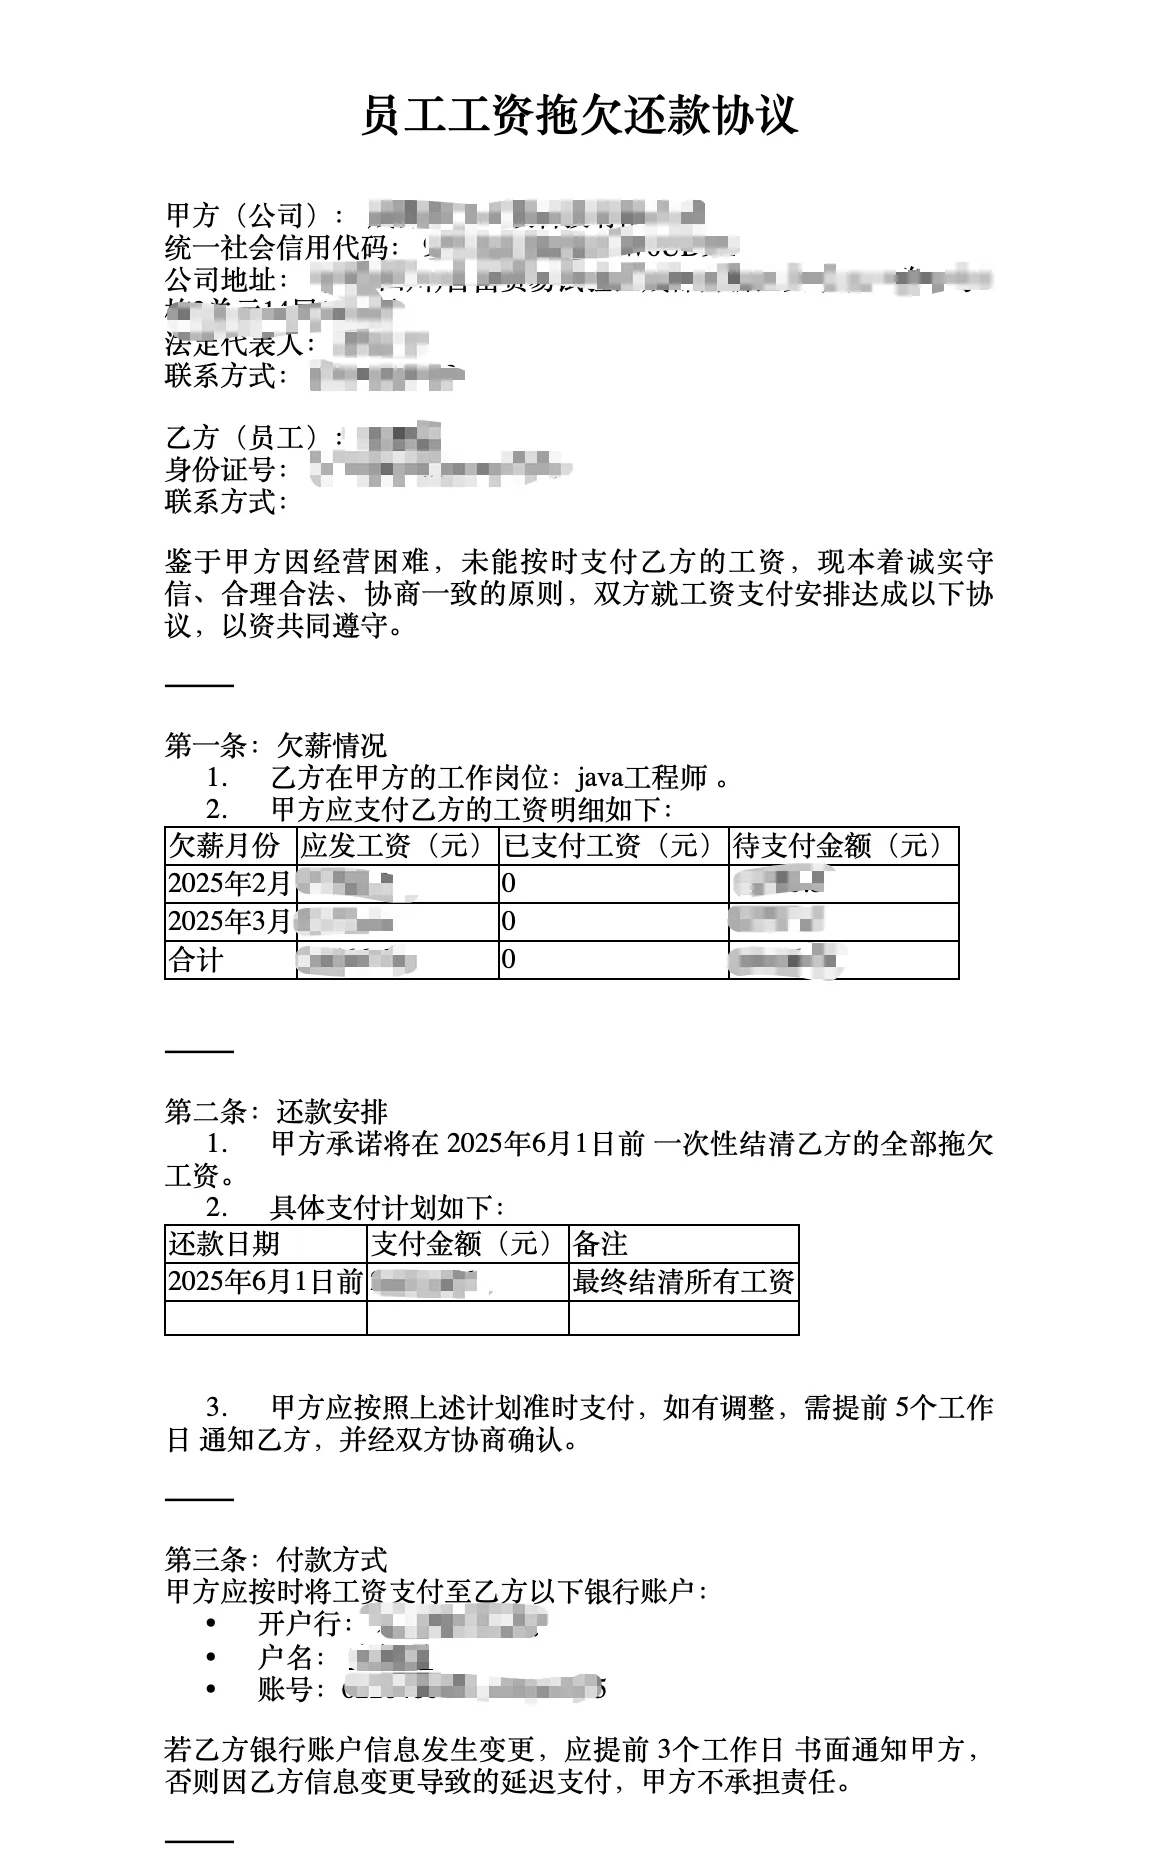 员工工资拖欠还款协议
甲方（公司）：
统一社会信用代码：
公司地址：
法定代表人：
联系方式：
乙方（员工）：
身份证号：
联系方式：
鉴于甲方因经营困难，未能按时支付乙方的工资，现本着诚实守
信、合理合法、协商一致的原则，双方就工资支付安排达成以下协
议，以资共同遵守。
第一条：欠薪情况
1. 乙方在甲方的工作岗位：java工程师 。
2. 甲方应支付乙方的工资明细如下：
欠薪月份 应发工资（元） 已支付工资（元） 待支付金额（元）
2025年2月 0
2025年3月 0
合计 0
第二条：还款安排
1. 甲方承诺将在 2025年6月1日前 一次性结清乙方的全部拖欠
工资。
2. 具体支付计划如下：
还款日期 支付金额（元） 备注
2025年6月1日前 最终结清所有工资
3. 甲方应按照上述计划准时支付，如有调整，需提前 5个工作
日 通知乙方，并经双方协商确认。
第三条：付款方式
甲方应按时将工资支付至乙方以下银行账户：
• 开户行：
• 户名：
• 账号：
若乙方银行账户信息发生变更，应提前 3个工作日 书面通知甲方，
否则因乙方信息变更导致的延迟支付，甲方不承担责任。